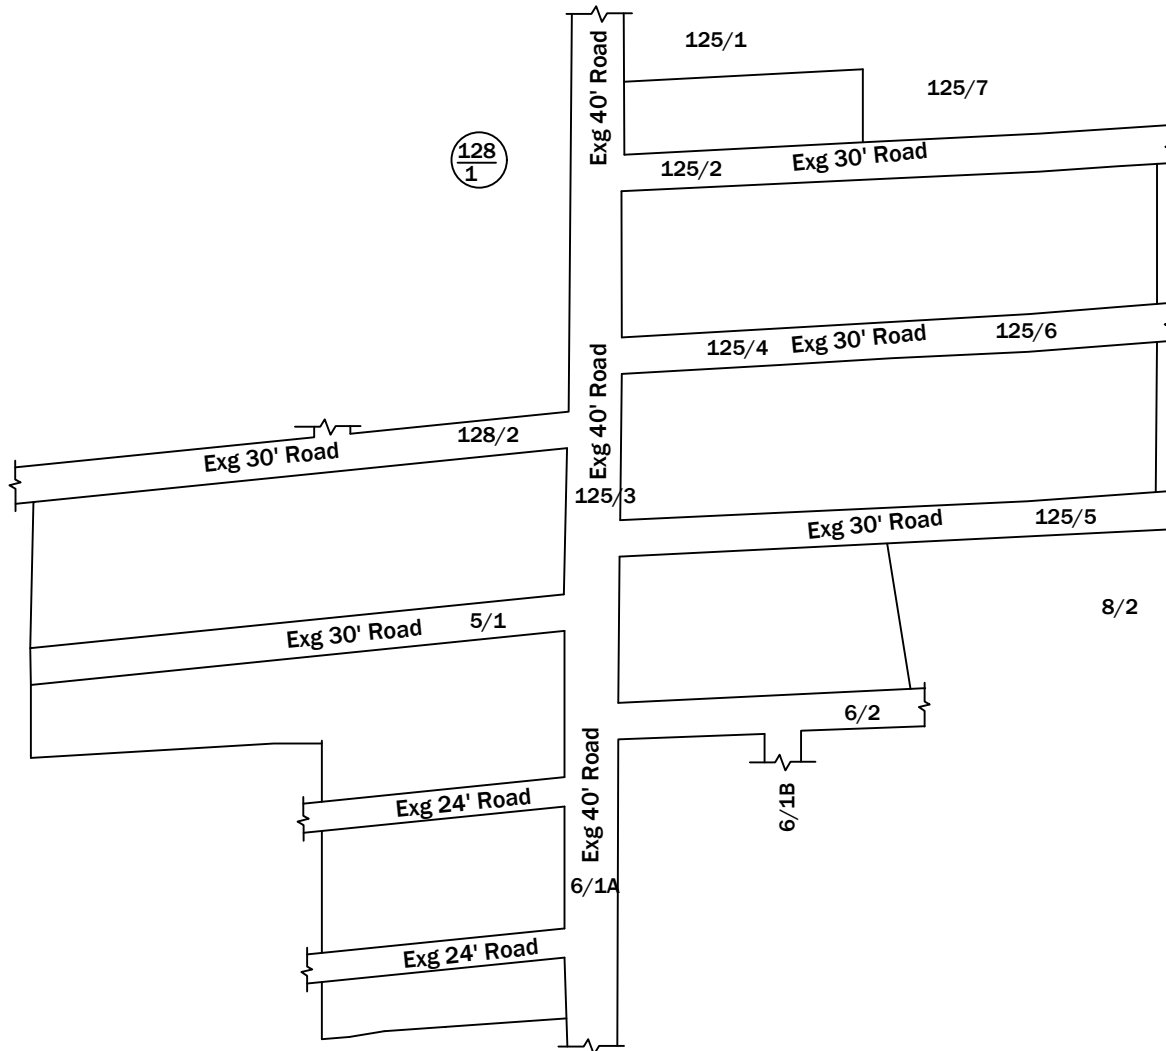 125/1
Exg 40' Road
125/7
128
1
125/2
Exg 30' Road
125/4
Exg 30' Road
125/6
Exg 40' Road
128/2
Exg 30' Road
125/3
Exg 30' Road
125/5
8/2
5/1
Exg 30' Road
6/2
Exg 40' Road
6/1B
Exg 24' Road
6/1A
Exg 24' Road